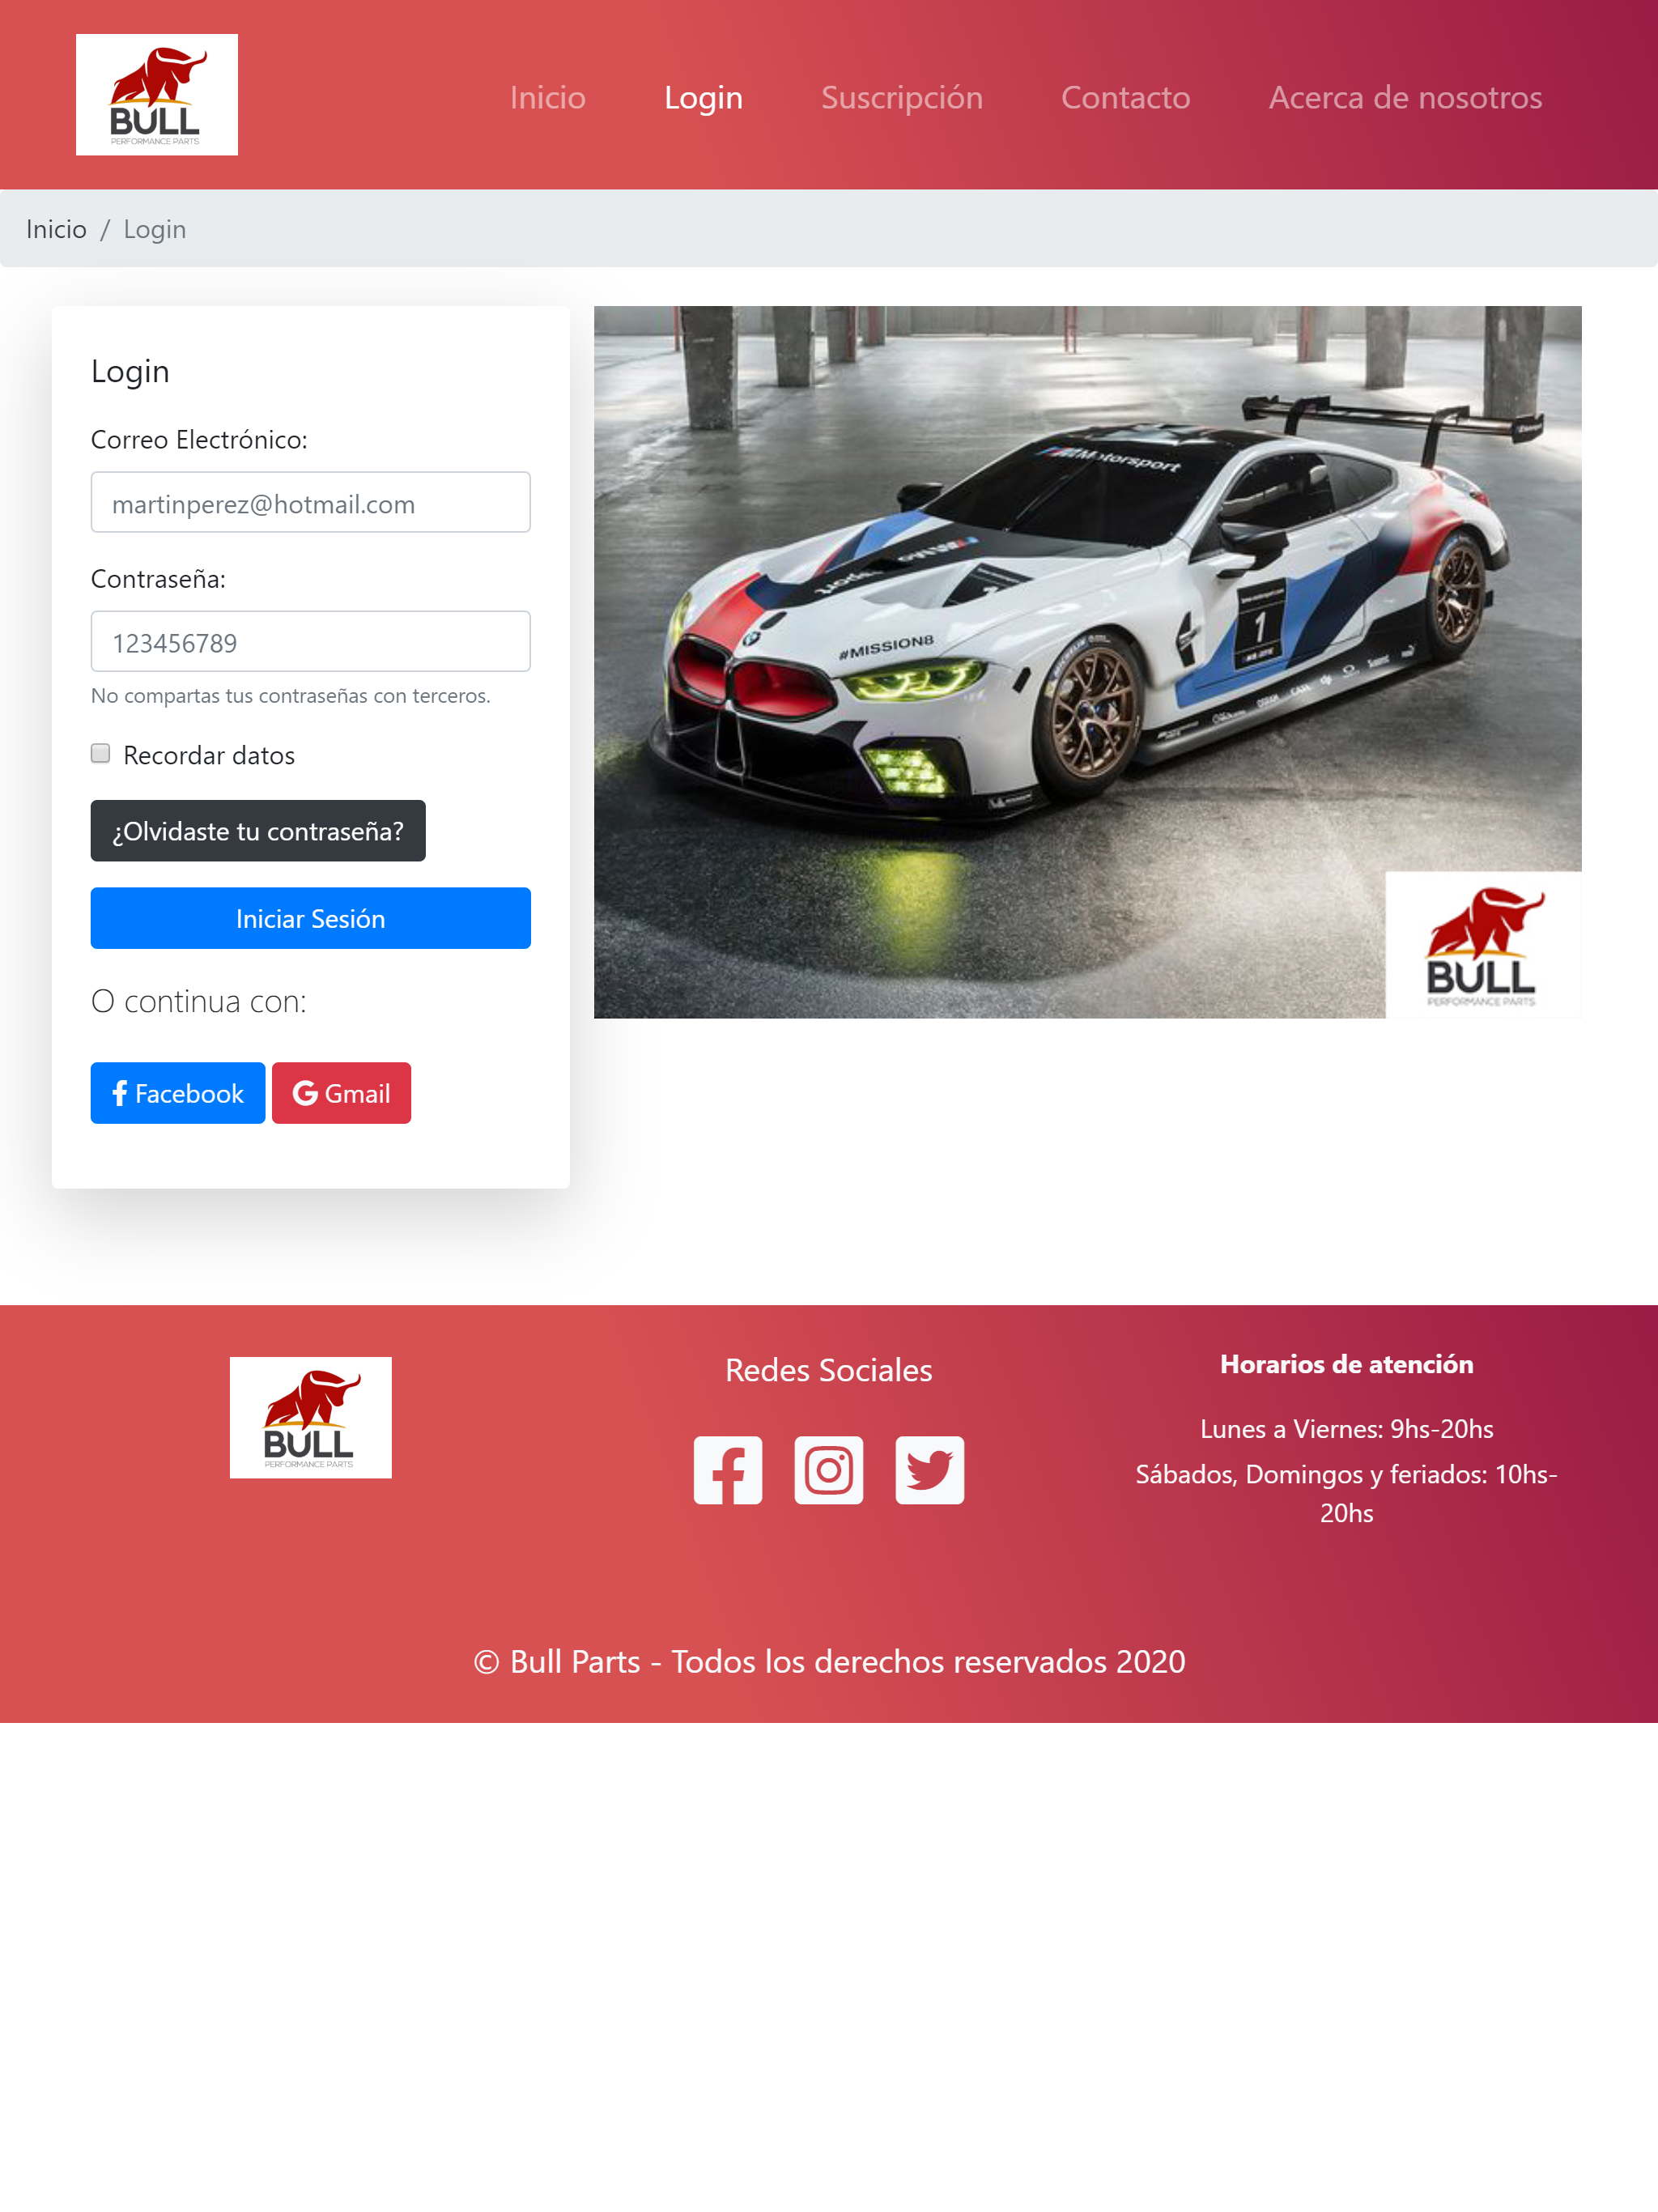 BULL
PERFORMANCE PARTS
Inicio
Login
Suscripción
Contacto
Acerca de nosotros
Inicio / Login
Login
Correo Electrónico:
martinperez@hotmail.com
Contraseña:
123456789
No compartas tus contraseñas con terceros.
Recordar datos
¿Olvidaste tu contraseña?
Iniciar Sesión
O continua con:
Facebook
Gmail
Motorsport
#MISSION8
1
BULL
PERFORMANCE PARTS
BULL
PERFORMANCE PARTS
Redes Sociales
Horarios de atención
Lunes a Viernes: 9hs-20hs
Sábados, Domingos y feriados: 10hs-
20hs
© Bull Parts - Todos los derechos reservados 2020